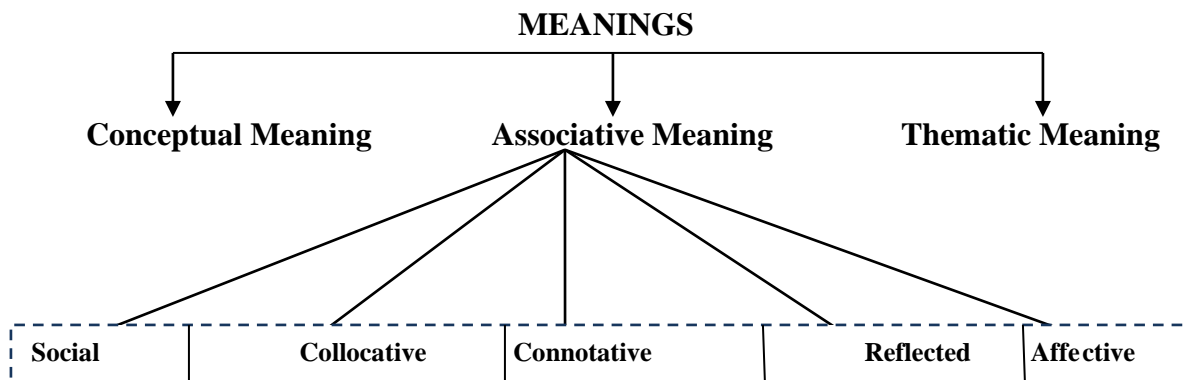 MEANINGS
Conceptual Meaning Associative Meaning Thematic Meaning
Social Collocative Connotative Reflected Affective